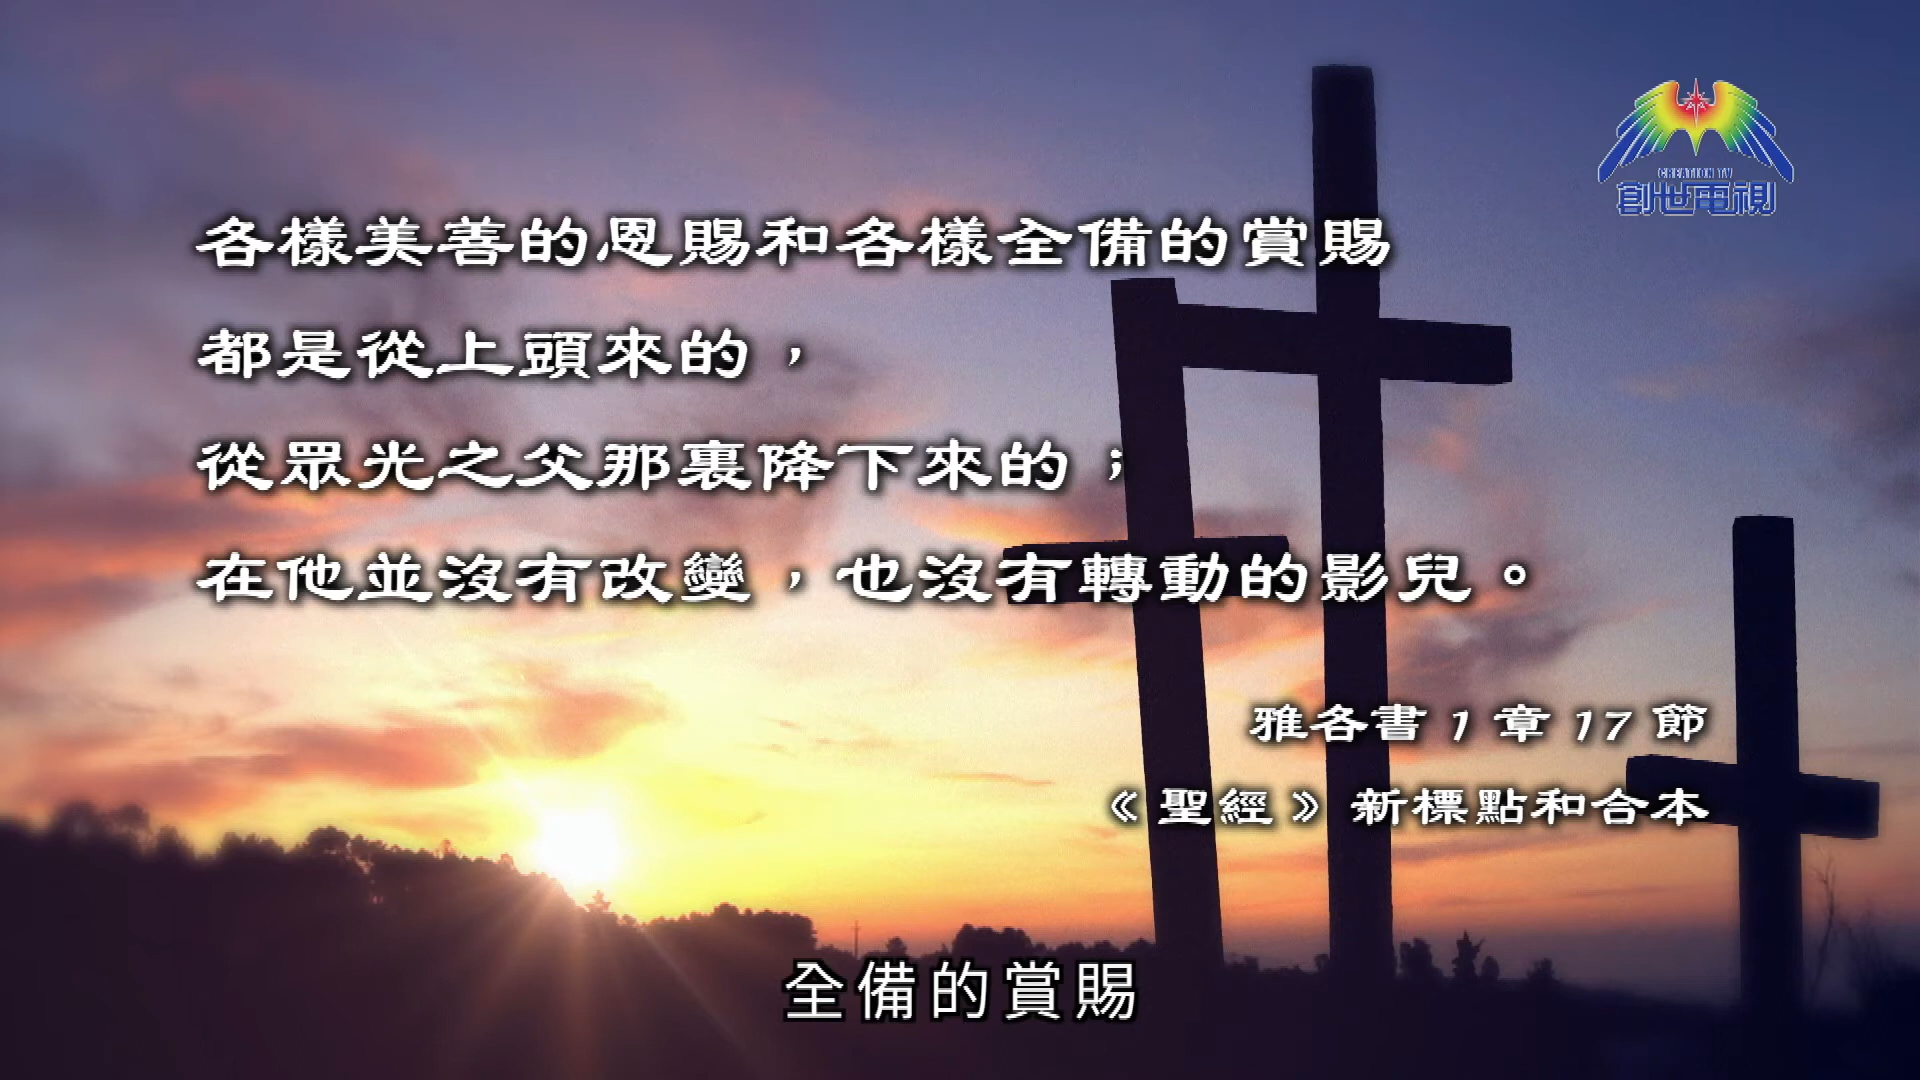 CREATION TV
創世電視
各樣美善的恩賜和各樣全備的賞賜
都是從上頭來的，
從眾光之父那裏降下來的；
在他並沒有改變，也沒有轉動的影兒。
雅各書 1 章 17 節
《聖經》新標點和合本
全備的賞賜